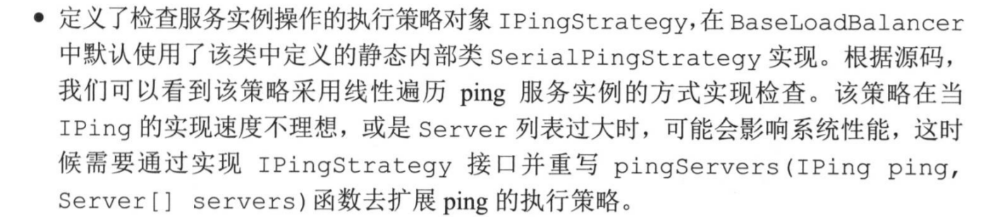 • 定义了检查服务实例操作的执行策略对象 IPingStrategy,在 BaseLoadBalancer
中默认使用了该类中定义的静态内部类 SerialPingStrategy 实现。根据源码，
我们可以看到该策略采用线性遍历 ping 服务实例的方式实现检查。该策略在当
IPing 的实现速度不理想，或是 Server 列表过大时，可能会影响系统性能，这时
候需要通过实现 IPingStrategy 接口并重写 pingServers(IPing ping,
Server[] servers)函数去扩展 ping 的执行策略。